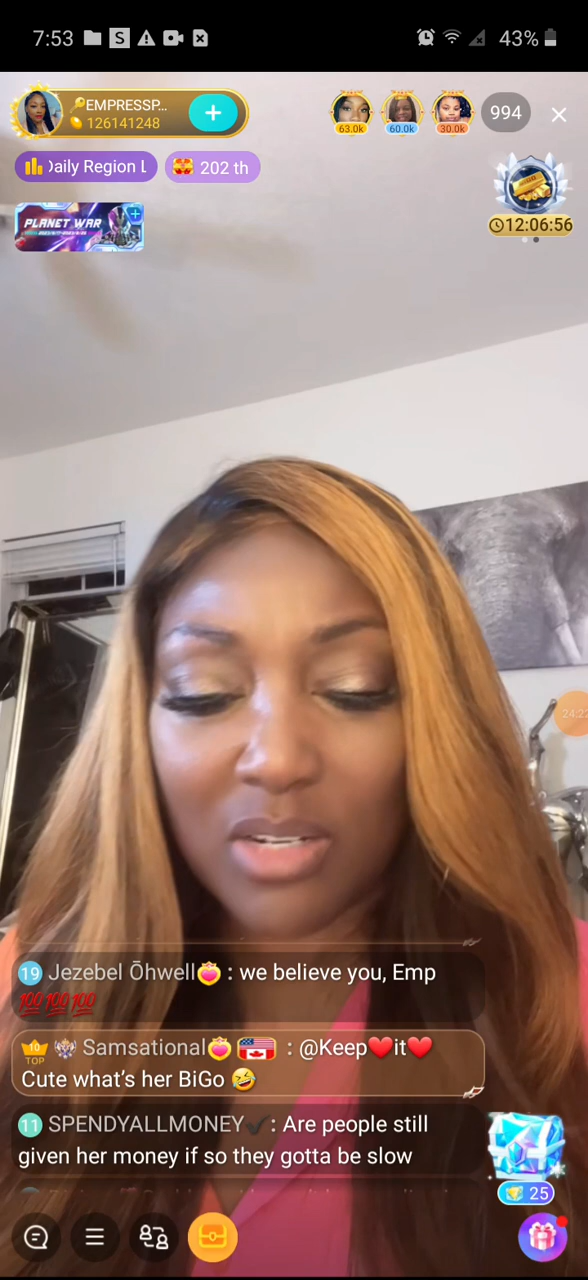 7:53
S
43%
EMPRESSP...
126141248
63.0k
60.0k
30.0k
994
Daily Region L
202 th
PLANET WAR
12:06:56
19 Jezebel Ōhwell : we believe you, Emp
💯💯💯
10 TOP Samsational : @Keep❤️it❤️
Cute what's her BiGo 🤣
11 SPENDYALLMONEY✔️: Are people still
given her money if so they gotta be slow
25